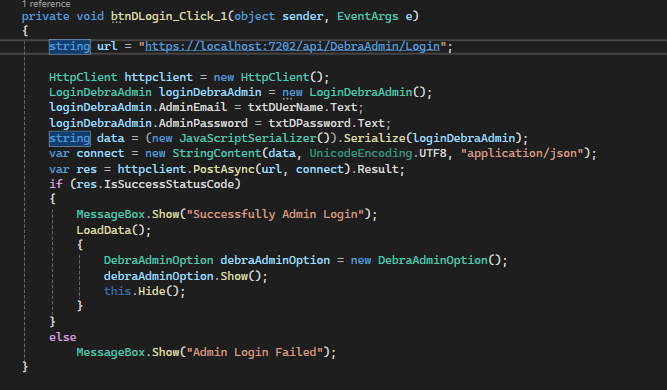 1 reference
private void btnDLogin_Click_1(object sender, EventArgs e)
{
string url = "https://localhost:7202/api/DebraAdmin/Login";
HttpClient httpclient = new HttpClient();
LoginDebraAdmin loginDebraAdmin = new LoginDebraAdmin();
loginDebraAdmin.AdminEmail = txtDUerName.Text;
loginDebraAdmin.AdminPassword = txtDPassword.Text;
string data = (new JavaScriptSerializer()).Serialize(loginDebraAdmin);
var connect = new StringContent(data, UnicodeEncoding.UTF8, "application/json");
var res = httpclient.PostAsync(url, connect).Result;
if (res.IsSuccessStatusCode)
{
MessageBox.Show("Successfully Admin Login");
LoadData();
{
DebraAdminOption debraAdminOption = new DebraAdminOption();
debraAdminOption.Show();
this.Hide();
}
}
else
MessageBox.Show("Admin Login Failed");
}